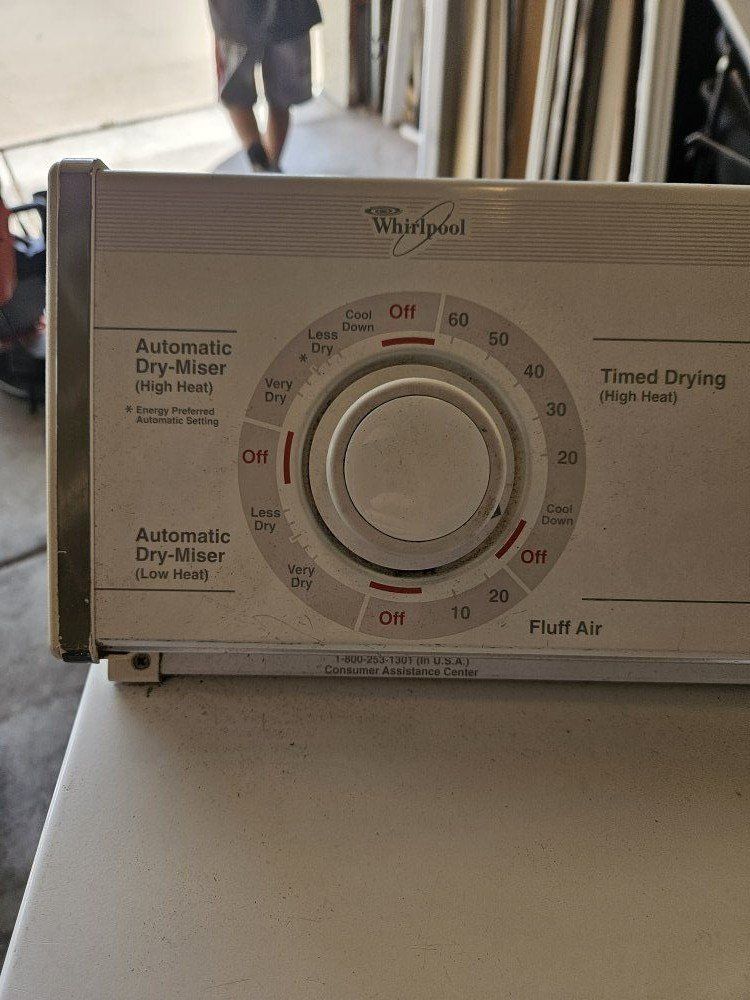 Whirlpool
Automatic
Dry-Miser
(High Heat)
* Energy Preferred
Automatic Setting
Automatic
Dry-Miser
(Low Heat)
Off
60
50
40
30
20
Cool
Down
Off
20
10
Off
Very
Dry
Less
Dry
Off
Very
Dry
*
Less
Dry
Cool
Down
Timed Drying
(High Heat)
Fluff Air
1-800-253-1301 (in U.S.A.)
Consumer Assistance Center